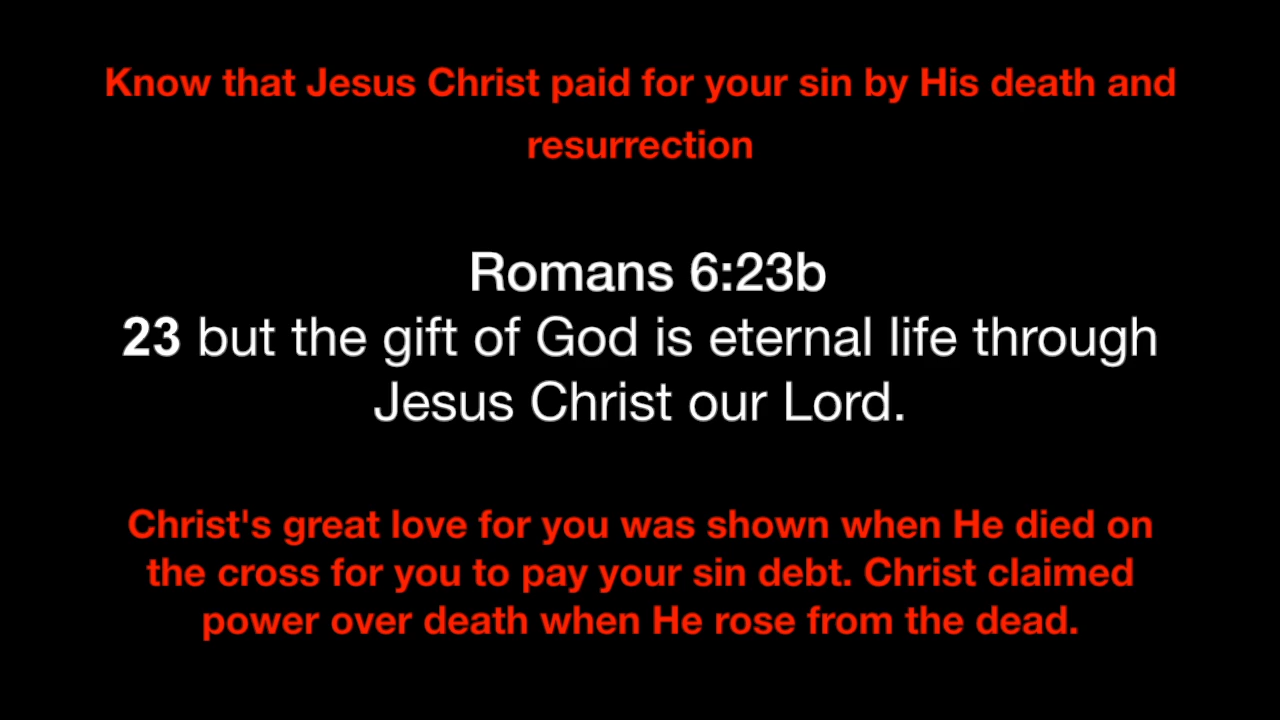 Know that Jesus Christ paid for your sin by His death and
resurrection
Romans 6:23b
23 but the gift of God is eternal life through
Jesus Christ our Lord.
Christ's great love for you was shown when He died on
the cross for you to pay your sin debt. Christ claimed
power over death when He rose from the dead.